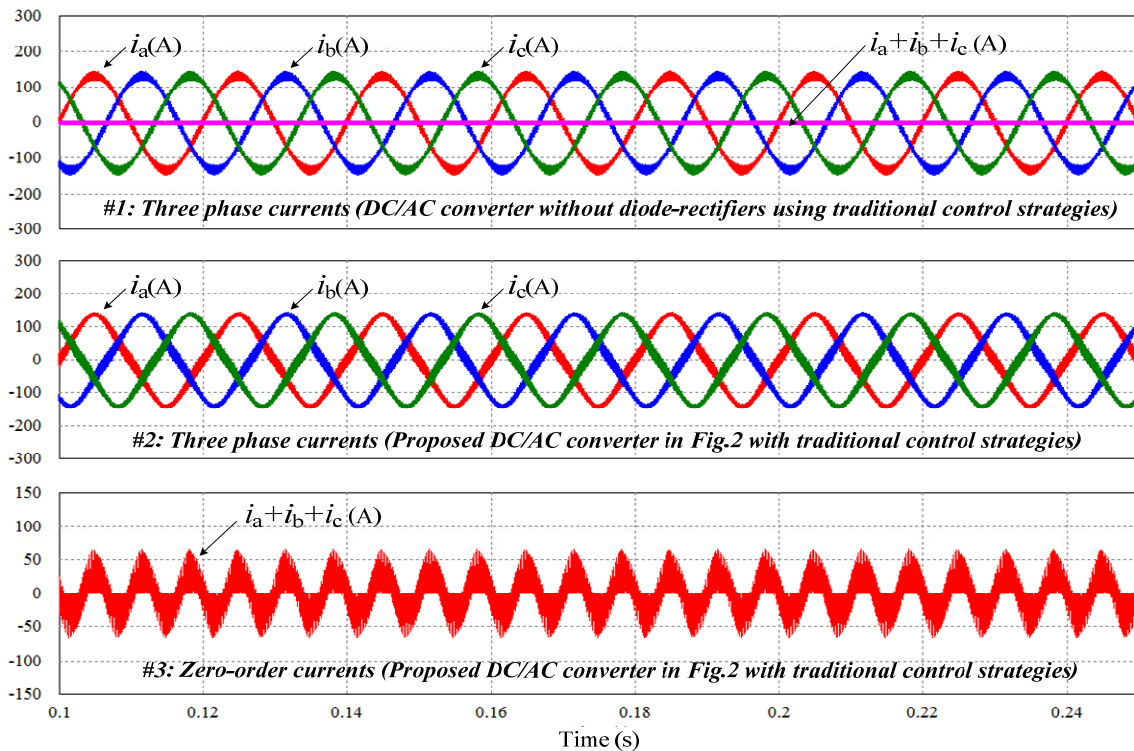 300
200
100
0
-100
-200
-300
ia(A)
ib(A)
ic(A)
ia+ib+ic (A)
#1: Three phase currents (DC/AC converter without diode-rectifiers using traditional control strategies)
300
200
100
0
-100
-200
-300
ia(A)
ib(A)
ic(A)
#2: Three phase currents (Proposed DC/AC converter in Fig.2 with traditional control strategies)
150
100
50
0
-50
-100
-150
ia+ib+ic (A)
#3: Zero-order currents (Proposed DC/AC converter in Fig.2 with traditional control strategies)
0.1
0.12
0.14
0.16
0.18
0.2
0.22
0.24
Time (s)